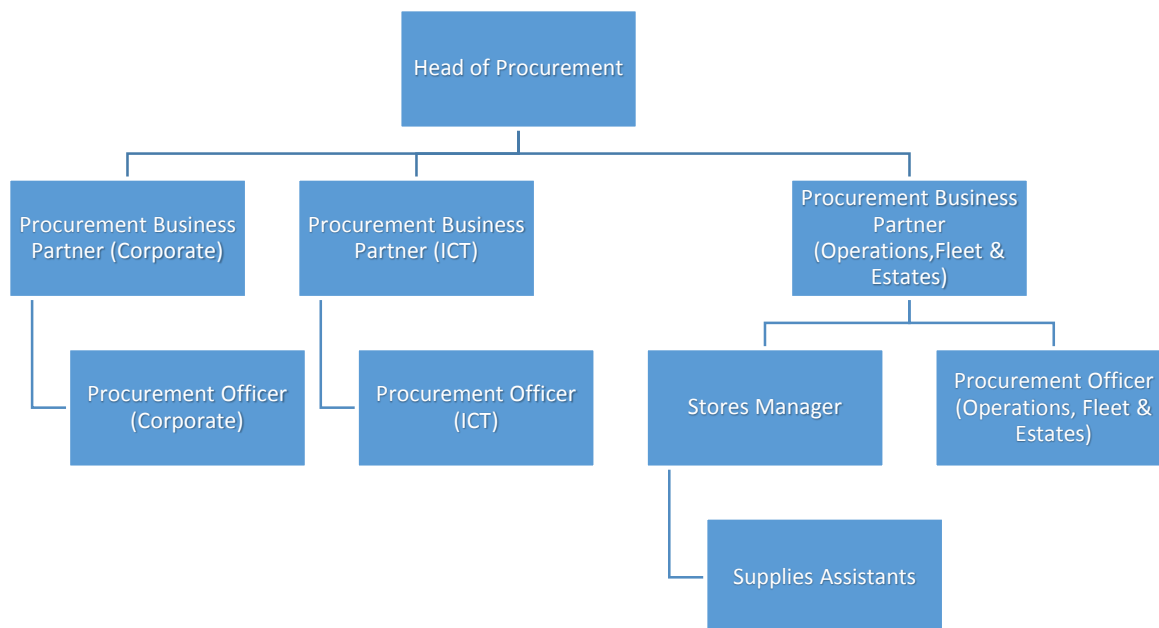 Head of Procurement
Procurement Business
Partner (Corporate)
Procurement Business
Partner (ICT)
Procurement Business
Partner
(Operations,Fleet &
Estates)
Procurement Officer
(Corporate)
Procurement Officer
(ICT)
Stores Manager
Procurement Officer
(Operations, Fleet &
Estates)
Supplies Assistants